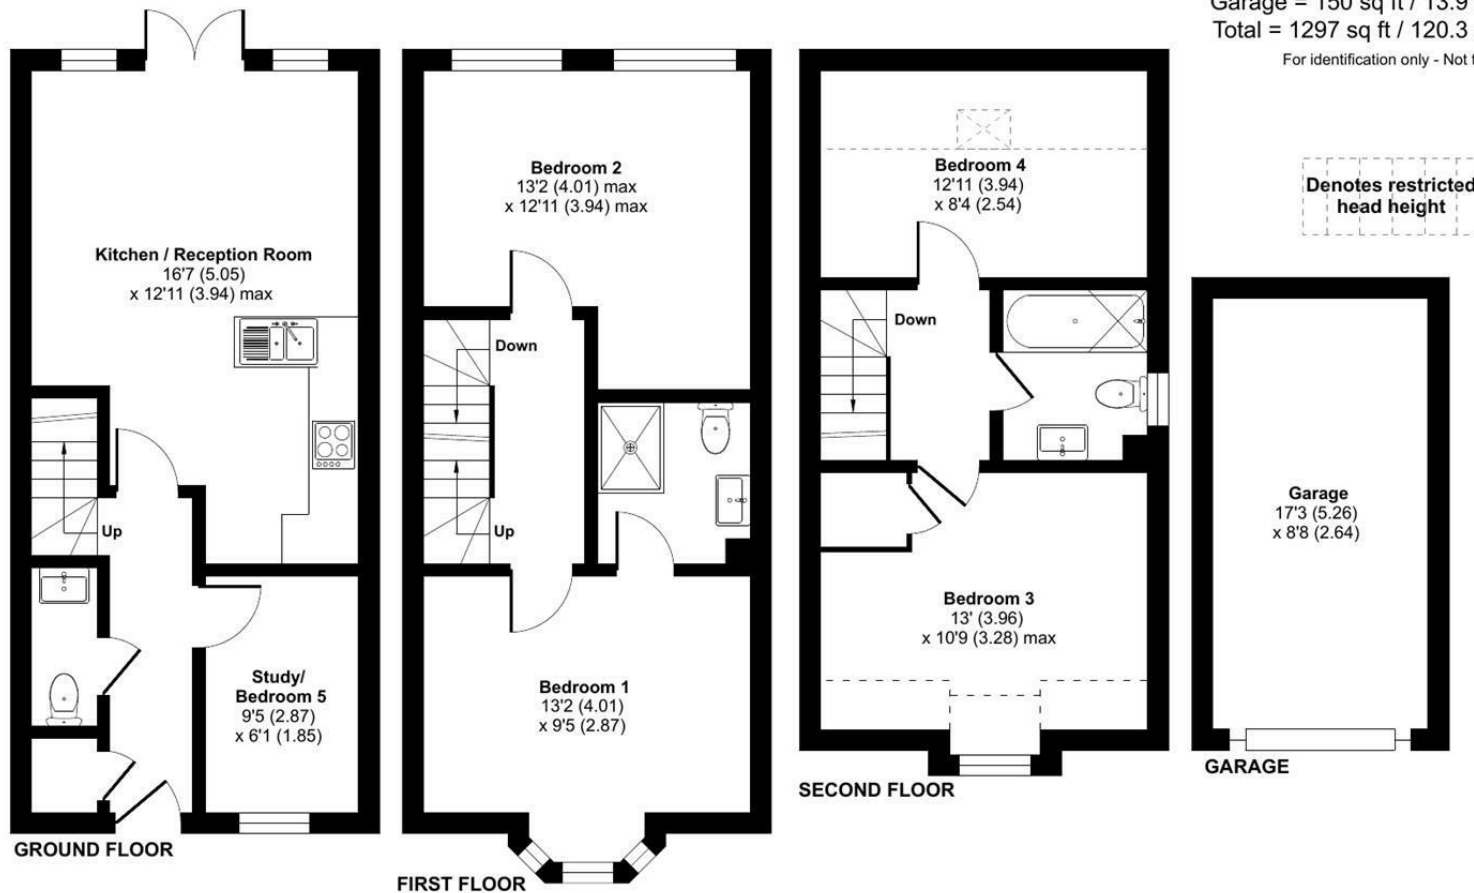 Garage = 150 sq ft / 13.9
Total = 1297 sq ft / 120.3
For identification only - Not
Denotes restricted
head height
Kitchen / Reception Room
16'7 (5.05)
x 12'11 (3.94) max
Up
Study/
Bedroom 5
9'5 (2.87)
x 6'1 (1.85)
GROUND FLOOR
Bedroom 2
13'2 (4.01) max
x 12'11 (3.94) max
Down
Up
Bedroom 1
13'2 (4.01)
x 9'5 (2.87)
FIRST FLOOR
Bedroom 4
12'11 (3.94)
x 8'4 (2.54)
Down
Bedroom 3
13' (3.96)
x 10'9 (3.28) max
SECOND FLOOR
Garage
17'3 (5.26)
x 8'8 (2.64)
GARAGE